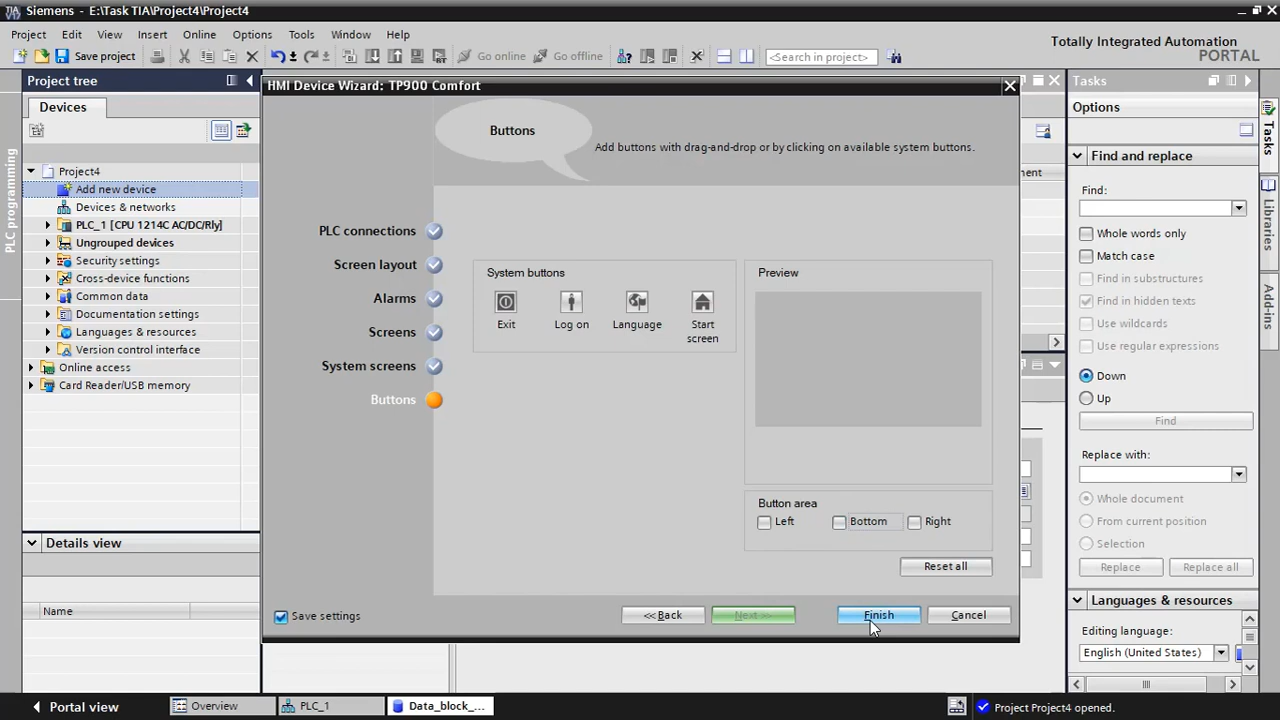 Siemens - E:\Task TIA\Project4\Project4
Project Edit View Insert Online Options Tools Window Help
Totally Integrated Automation
PORTAL
Save project
Go online
Go offline
<Search in project>
PLC programming
Project tree
Devices
Project4
Add new device
Devices & networks
PLC_1 [CPU 1214C AC/DC/Rly]
Ungrouped devices
Security settings
Cross-device functions
Common data
Documentation settings
Languages & resources
Version control interface
Online access
Card Reader/USB memory
Details view
Name
HMI Device Wizard: TP900 Comfort
Buttons
Add buttons with drag-and-drop or by clicking on available system buttons.
PLC connections
Screen layout
Alarms
Screens
System screens
Buttons
System buttons
Exit
Log on
Language
Start
screen
Preview
Button area
Left
Bottom
Right
Reset all
Save settings
<<Back
Next >>
Finish
Cancel
Tasks
Options
Find and replace
Find:
Whole words only
Match case
Find in substructures
Find in hidden texts
Use wildcards
Use regular expressions
Down
Up
Find
Replace with:
Whole document
From current position
Selection
Replace
Replace all
Languages & resources
Editing language:
English (United States)
Tasks
Libraries
Add-ins
Portal view
Overview
PLC_1
Data_block_...
Project Project4 opened.